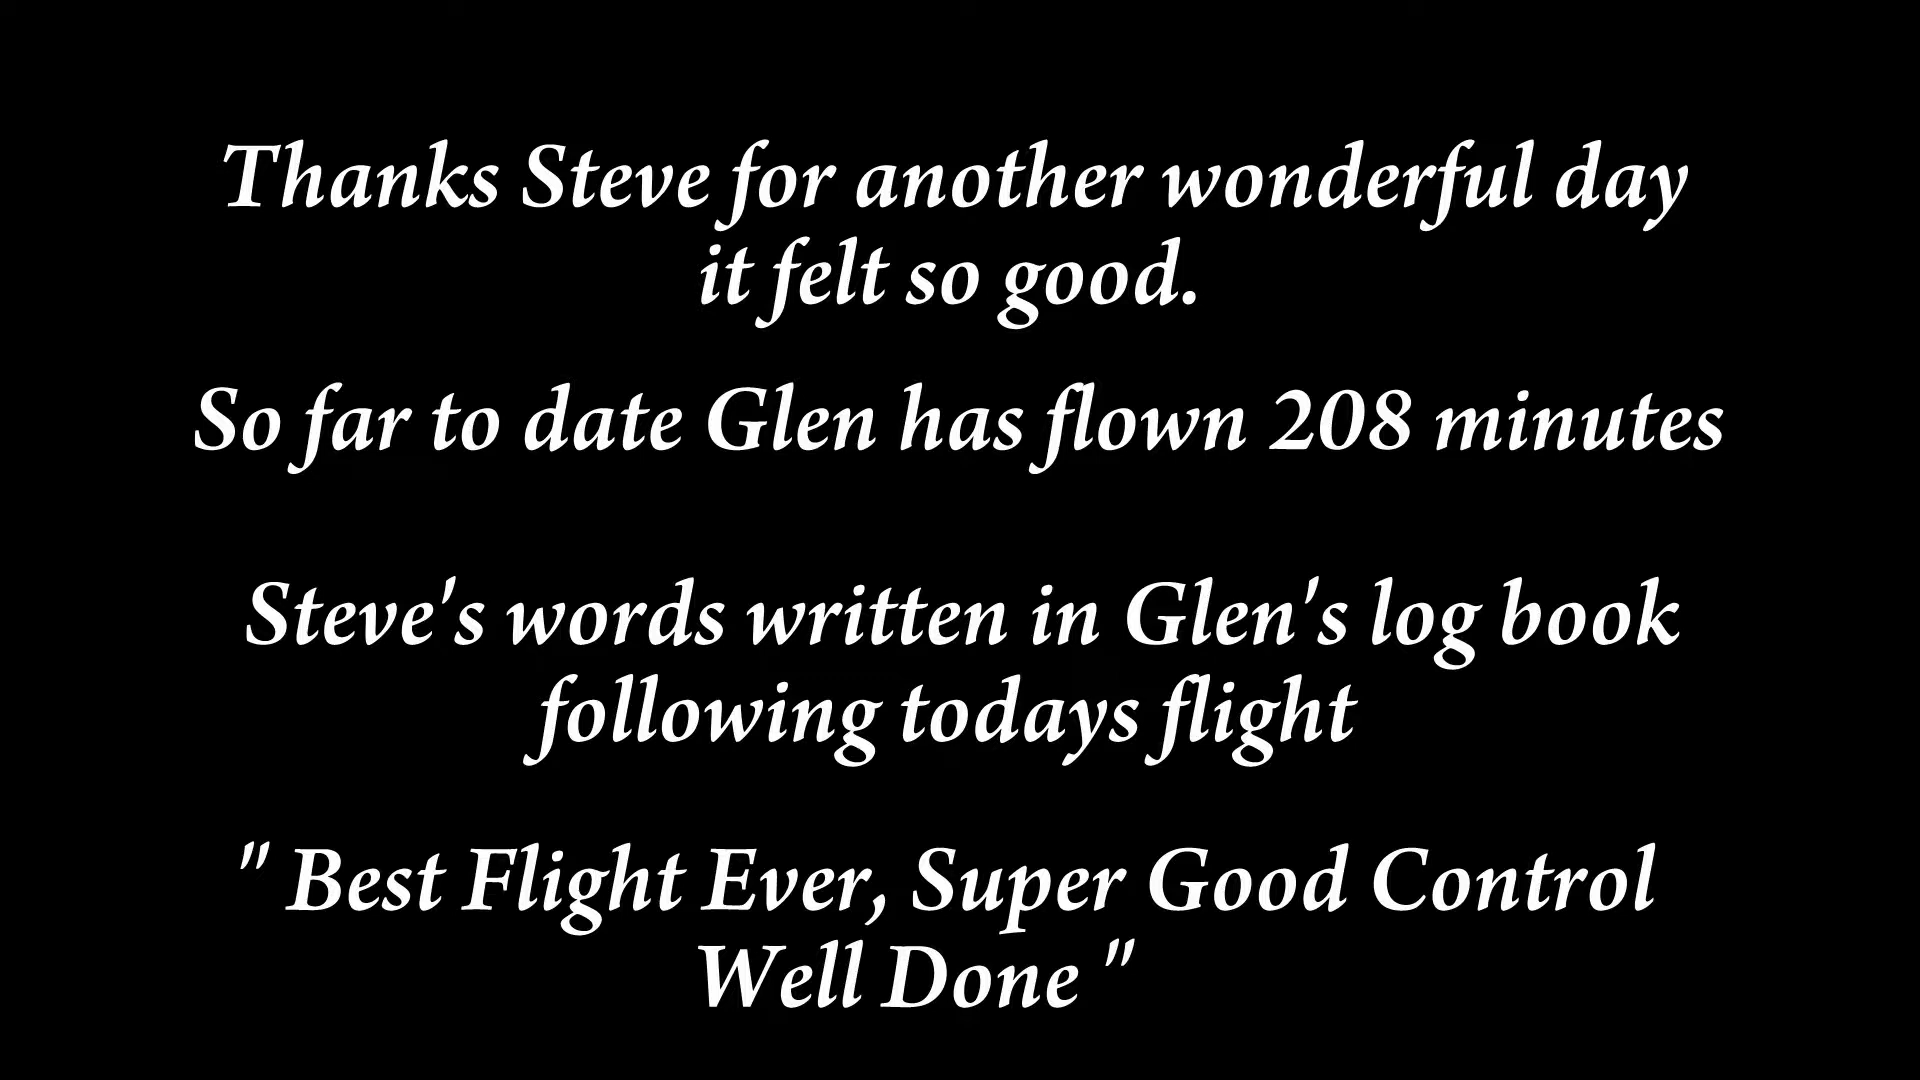 Thanks Steve for another wonderful day
it felt so good.
So far to date Glen has flown 208 minutes
Steve's words written in Glen's log book
following todays flight
" Best Flight Ever, Super Good Control
Well Done "